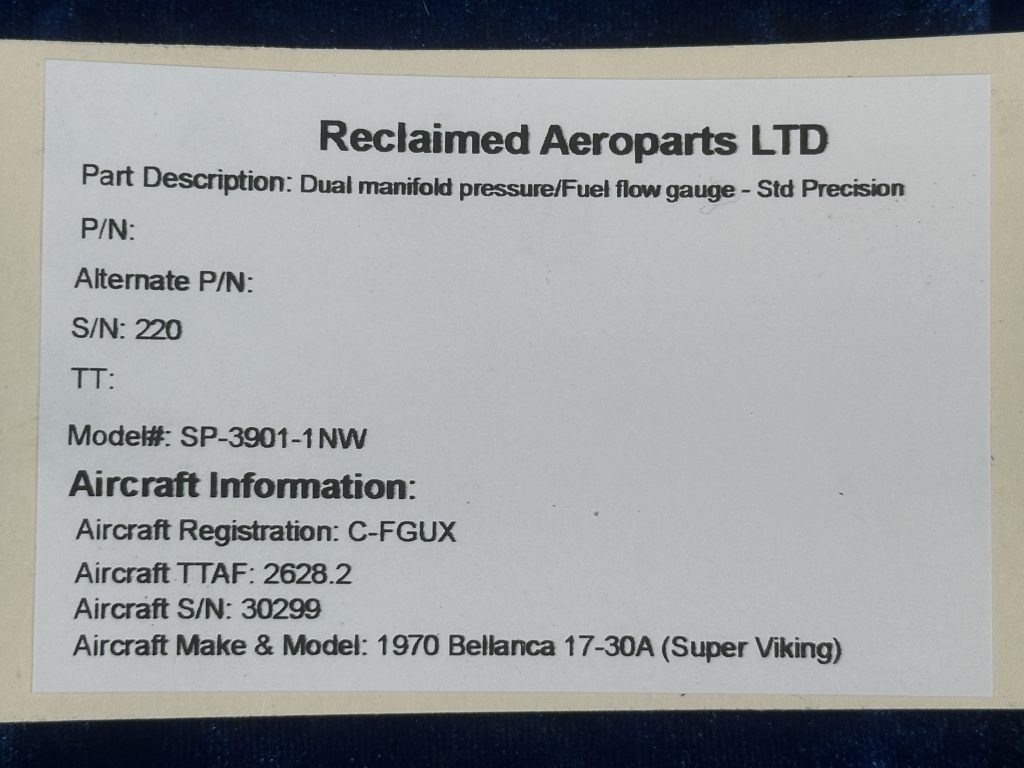 Reclaimed Aeroparts LTD
Part Description: Dual manifold pressure/Fuel flow gauge - Std Precision
P/N:
Alternate P/N:
S/N: 220
TT:
Model#: SP-3901-1NW
Aircraft Information:
Aircraft Registration: C-FGUX
Aircraft TTAF: 2628.2
Aircraft S/N: 30299
Aircraft Make & Model: 1970 Bellanca 17-30A (Super Viking)